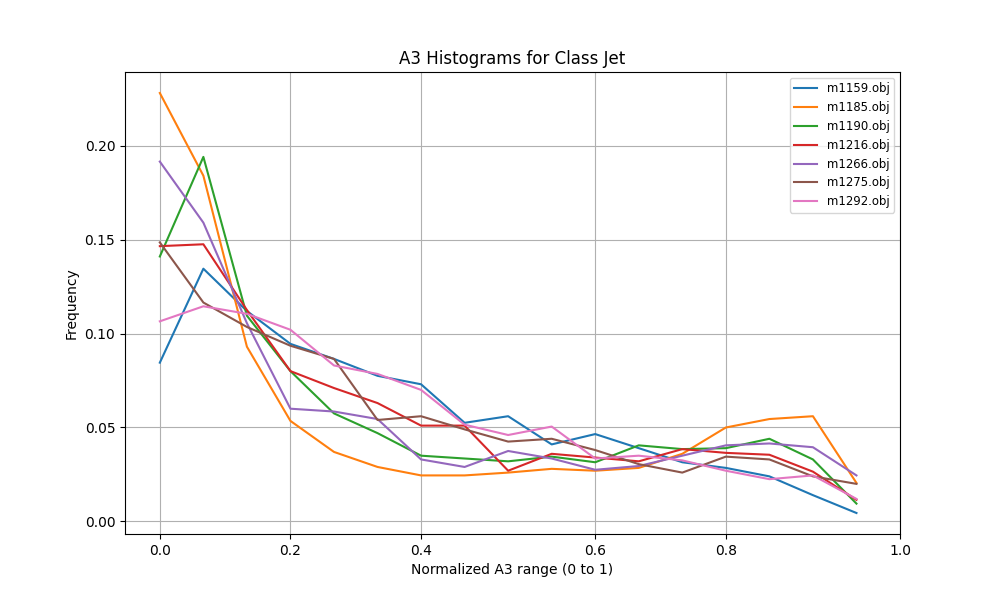 A3 Histograms for Class Jet
m1159.obj
m1185.obj
m1190.obj
m1216.obj
m1266.obj
m1275.obj
m1292.obj
Frequency
0.20
0.15
0.10
0.05
0.00
0.0 0.2 0.4 0.6 0.8 1.0
Normalized A3 range (0 to 1)